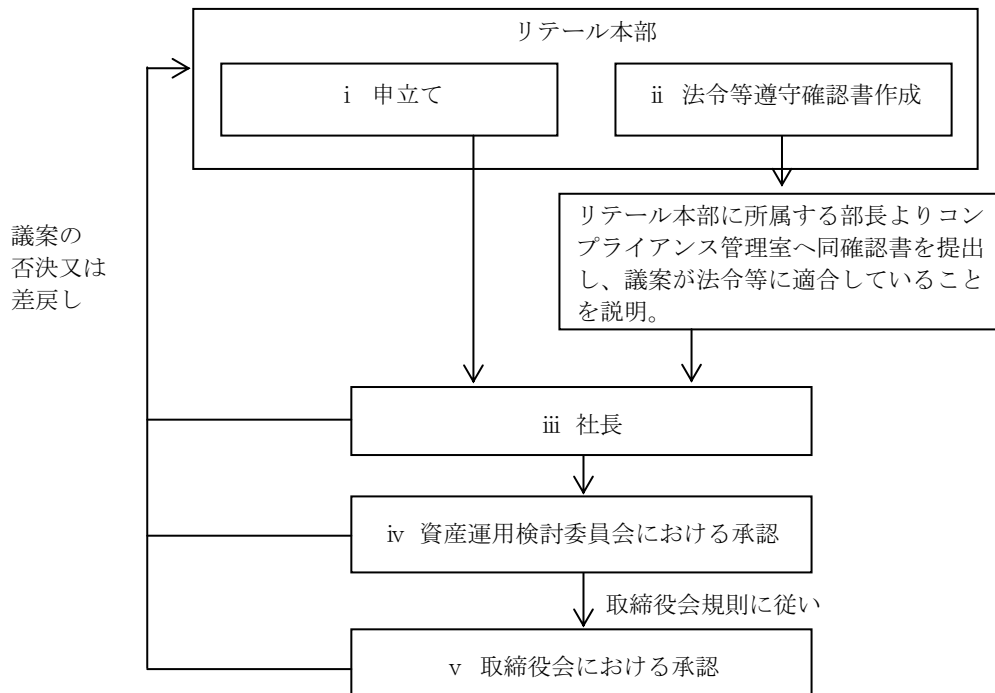 リテール本部
ⅰ 申立て
ⅱ 法令等遵守確認書作成
リテール本部に所属する部長よりコン
プライアンス管理室へ同確認書を提出
し、議案が法令等に適合していること
を説明。
議案の
否決又は
差戻し
ⅲ 社長
ⅳ 資産運用検討委員会における承認
取締役会規則に従い
ⅴ 取締役会における承認